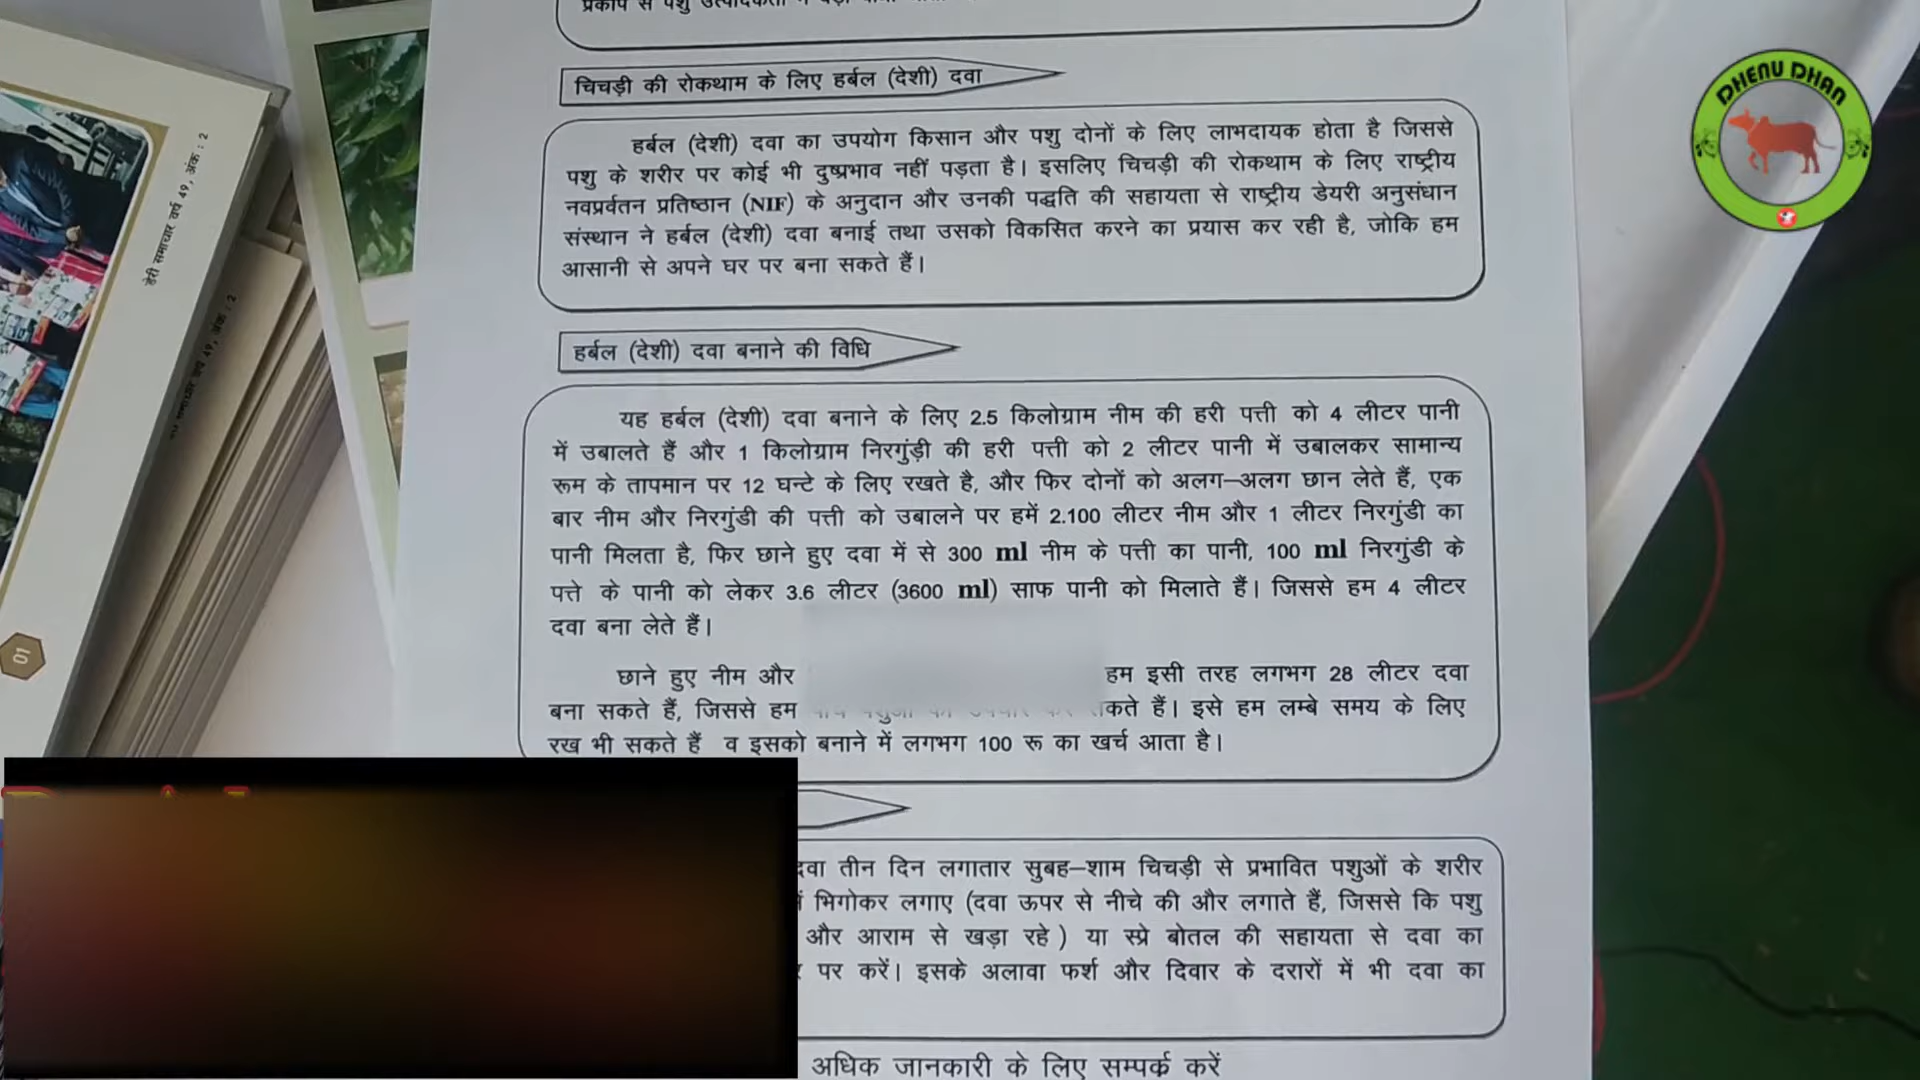 प्रकोप से पशु उत्पादकता
चिचड़ी की रोकथाम के लिए हर्बल (देशी) दवा
हर्बल (देशी) दवा का उपयोग किसान और पशु दोनों के लिए लाभदायक होता है जिससे
पशु के शरीर पर कोई भी दुष्प्रभाव नहीं पड़ता है। इसलिए चिचड़ी की रोकथाम के लिए राष्ट्रीय
नवप्रर्वतन प्रतिष्ठान (NIF) के अनुदान और उनकी पद्धति की सहायता से राष्ट्रीय डेयरी अनुसंधान
संस्थान ने हर्बल (देशी) दवा बनाई तथा उसको विकसित करने का प्रयास कर रही है, जोकि हम
आसानी से अपने घर पर बना सकते हैं।
हर्बल (देशी) दवा बनाने की विधि
यह हर्बल (देशी) दवा बनाने के लिए 2.5 किलोग्राम नीम की हरी पत्ती को 4 लीटर पानी
में उबालते हैं और 1 किलोग्राम निरगुंड़ी की हरी पत्ती को 2 लीटर पानी में उबालकर सामान्य
रूम के तापमान पर 12 घन्टे के लिए रखते है, और फिर दोनों को अलग–अलग छान लेते हैं, एक
बार नीम और निरगुंडी की पत्ती को उबालने पर हमें 2.100 लीटर नीम और 1 लीटर निरगुंडी का
पानी मिलता है, फिर छाने हुए दवा में से 300 ml नीम के पत्ती का पानी, 100 ml निरगुंडी के
पत्ते के पानी को लेकर 3.6 लीटर (3600 ml) साफ पानी को मिलाते हैं। जिससे हम 4 लीटर
दवा बना लेते हैं।
छाने हुए नीम और हम इसी तरह लगभग 28 लीटर दवा
बना सकते हैं, जिससे हम कते हैं। इसे हम लम्बे समय के लिए
रख भी सकते हैं व इसको बनाने में लगभग 100 रू का खर्च आता है।
दवा तीन दिन लगातार सुबह–शाम चिचड़ी से प्रभावित पशुओं के शरीर
भिगोकर लगाए (दवा ऊपर से नीचे की और लगाते हैं, जिससे कि पशु
और आराम से खड़ा रहे) या स्प्रे बोतल की सहायता से दवा का
पर करें। इसके अलावा फर्श और दिवार के दरारों में भी दवा का
अधिक जानकारी के लिए सम्पर्क करें
डेरी समाचार वर्ष 49, अंक : 2
वर्ष 49, अंक : 2
01
DHENU DHAN